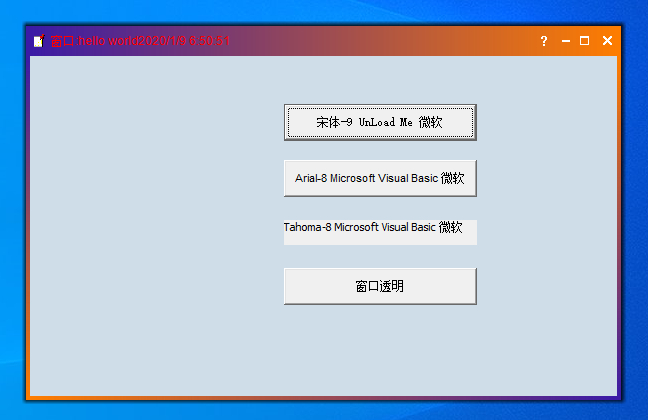 窗口:hello world2020/1/9 6:50:51
宋体-9 UnLoad Me 微软
Arial-8 Microsoft Visual Basic 微软
Tahoma-8 Microsoft Visual Basic 微软
窗口透明